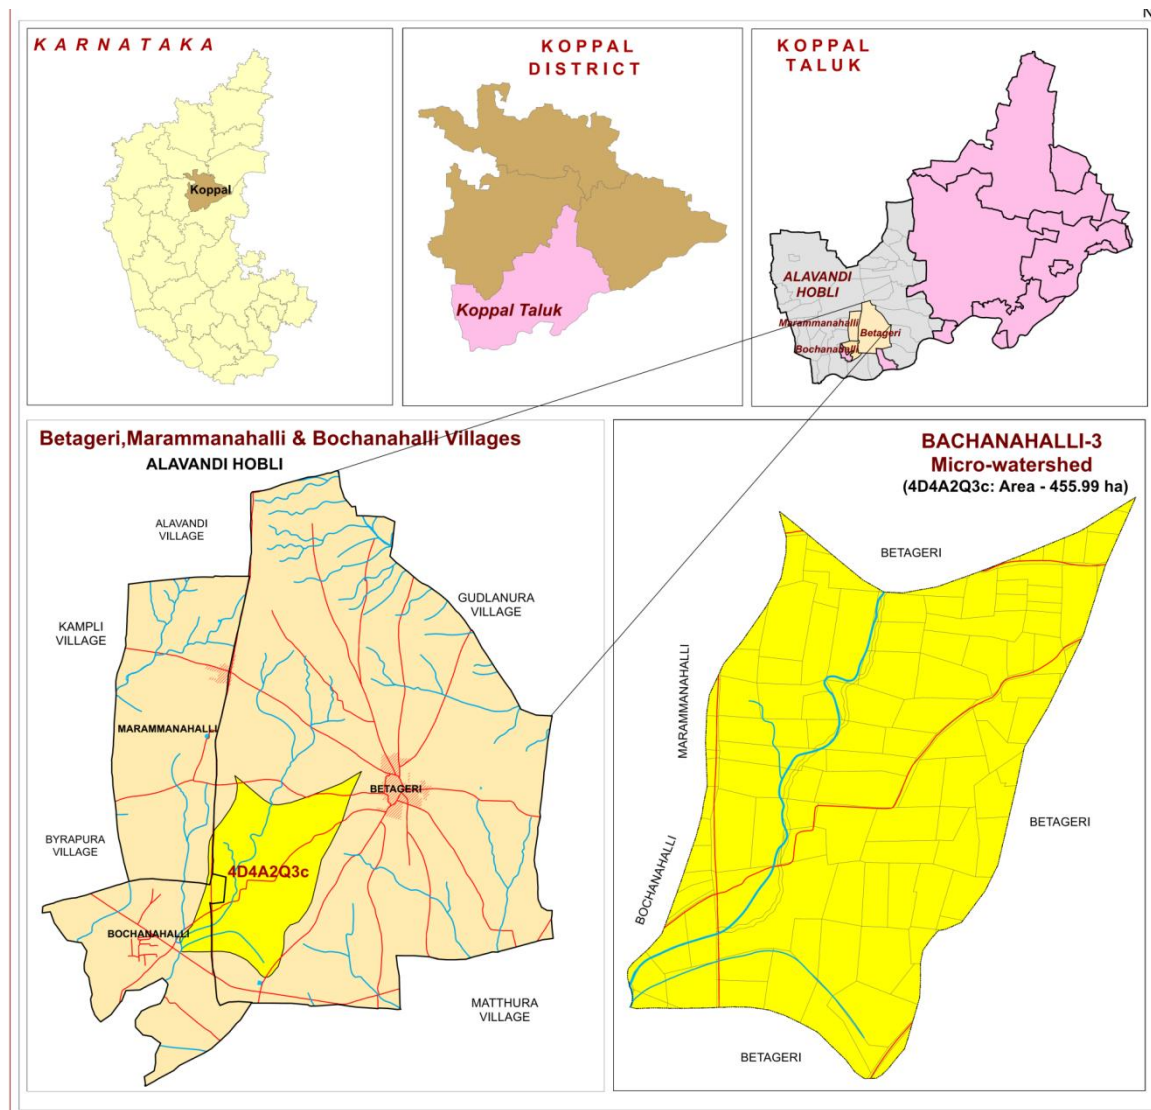 N
KARNATAKA
Koppal
KOPPAL
DISTRICT
Koppal Taluk
KOPPAL
TALUK
ALAVANDI
HOBLI
Marammanahalli
Betageri
Bochanahalli
Betageri,Marammanahalli & Bochanahalli Villages
ALAVANDI HOBLI
ALAVANDI
VILLAGE
GUDLANURA
VILLAGE
KAMPLI
VILLAGE
MARAMMANAHALLI
BETAGERI
BYRAPURA
VILLAGE
4D4A2Q3c
BOCHANAHALLI
MATTHURA
VILLAGE
BACHANAHALLI-3
Micro-watershed
(4D4A2Q3c: Area - 455.99 ha)
BETAGERI
MARAMMANAHALLI
BETAGERI
BOCHANAHALLI
BETAGERI